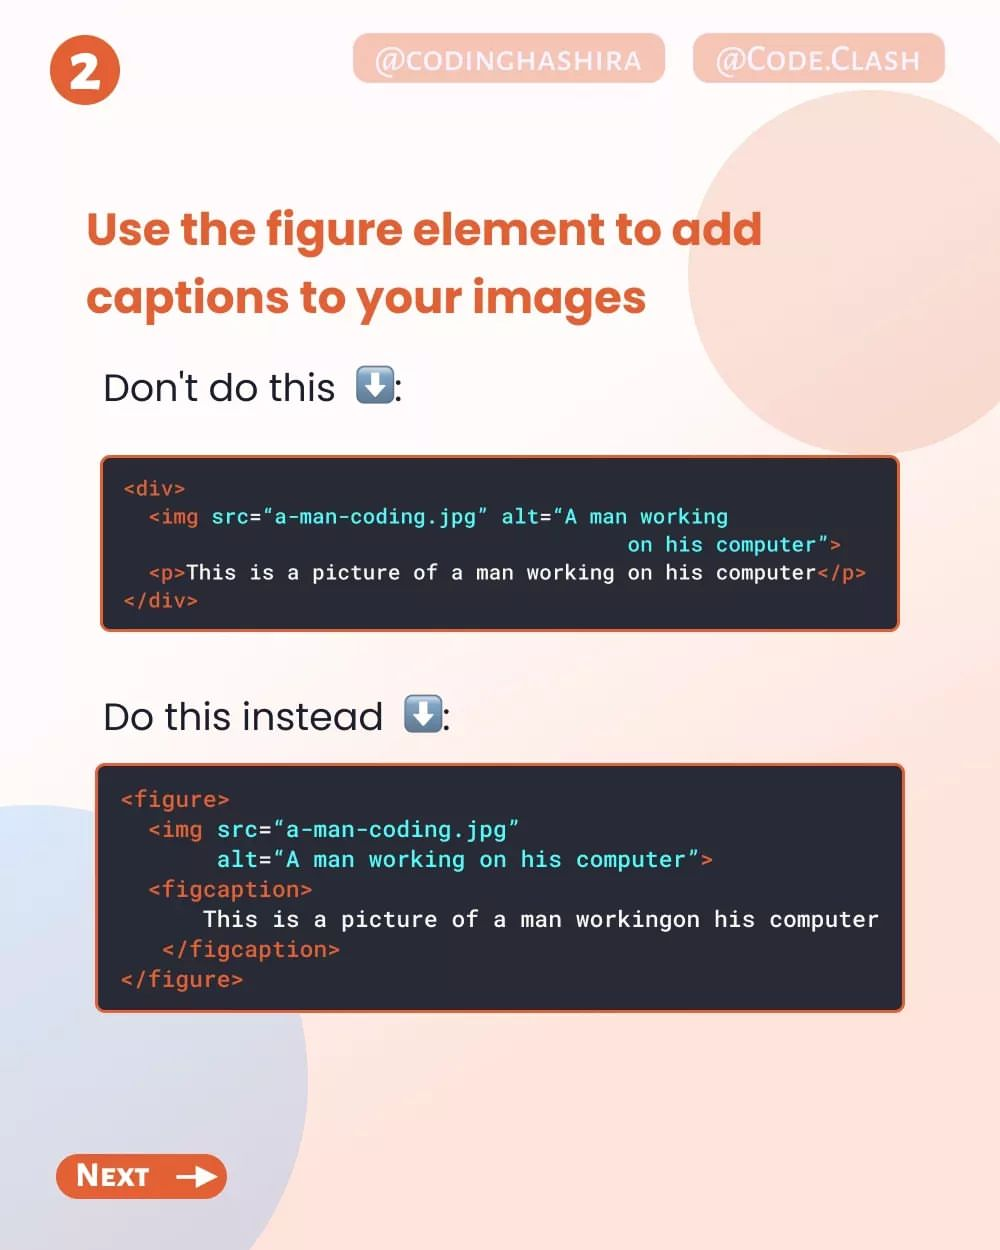 2
@codinghashira
@Code.Clash
Use the figure element to add
captions to your images
Don't do this ⬇️:
<div>
  <img src=“a-man-coding.jpg” alt=“A man working
                                        on his computer”>
  <p>This is a picture of a man working on his computer</p>
</div>
Do this instead ⬇️:
<figure>
  <img src=“a-man-coding.jpg”
       alt=“A man working on his computer”>
  <figcaption>
      This is a picture of a man workingon his computer
   </figcaption>
</figure>
Next →